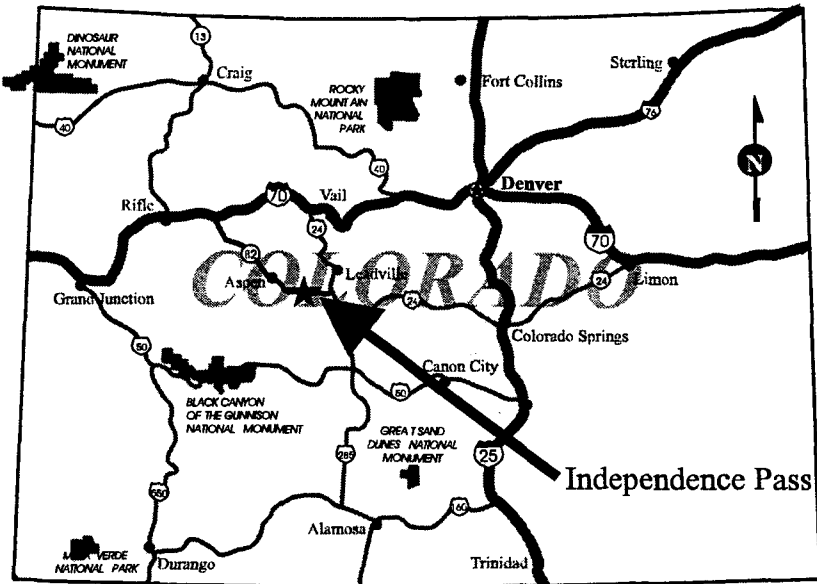 DINOSAUR
NATIONAL
MONUMENT
13
Craig
40
ROCKY
MOUNTAIN
NATIONAL
PARK
Fort Collins
Sterling
76
N
40
Denver
Rifle
70
Vail
24
70
82
COLORADO
Aspen
Leadville
Limon
24
24
Grand Junction
Colorado Springs
50
Canon City
50
BLACK CANYON
OF THE GUNNISON
NATIONAL MONUMENT
GREAT SAND
DUNES NATIONAL
MONUMENT
285
25
Independence Pass
550
160
Alamosa
VERDE
NATIONAL PARK
Durango
Trinidad